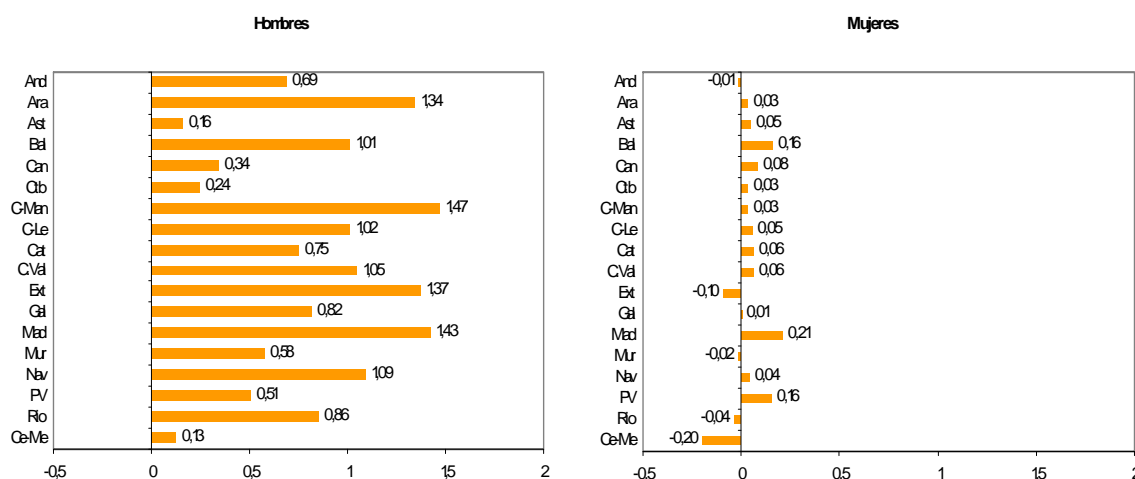 Hombres
And 0,69
Ara 1,34
Ast 0,16
Bal 1,01
Can 0,34
Ctb 0,24
C-Man 1,47
C-Le 1,02
Cat 0,75
C.Val 1,05
Ext 1,37
Gal 0,82
Mad 1,43
Mur 0,58
Nav 1,09
PV 0,51
Rio 0,86
Ce-Me 0,13
-0,5 0 0,5 1 1,5 2
Mujeres
And -0,01
Ara 0,03
Ast 0,05
Bal 0,16
Can 0,08
Ctb 0,03
C-Man 0,03
C-Le 0,05
Cat 0,06
C.Val 0,06
Ext -0,10
Gal 0,01
Mad 0,21
Mur -0,02
Nav 0,04
PV 0,16
Rio -0,04
Ce-Me -0,20
-0,5 0 0,5 1 1,5 2